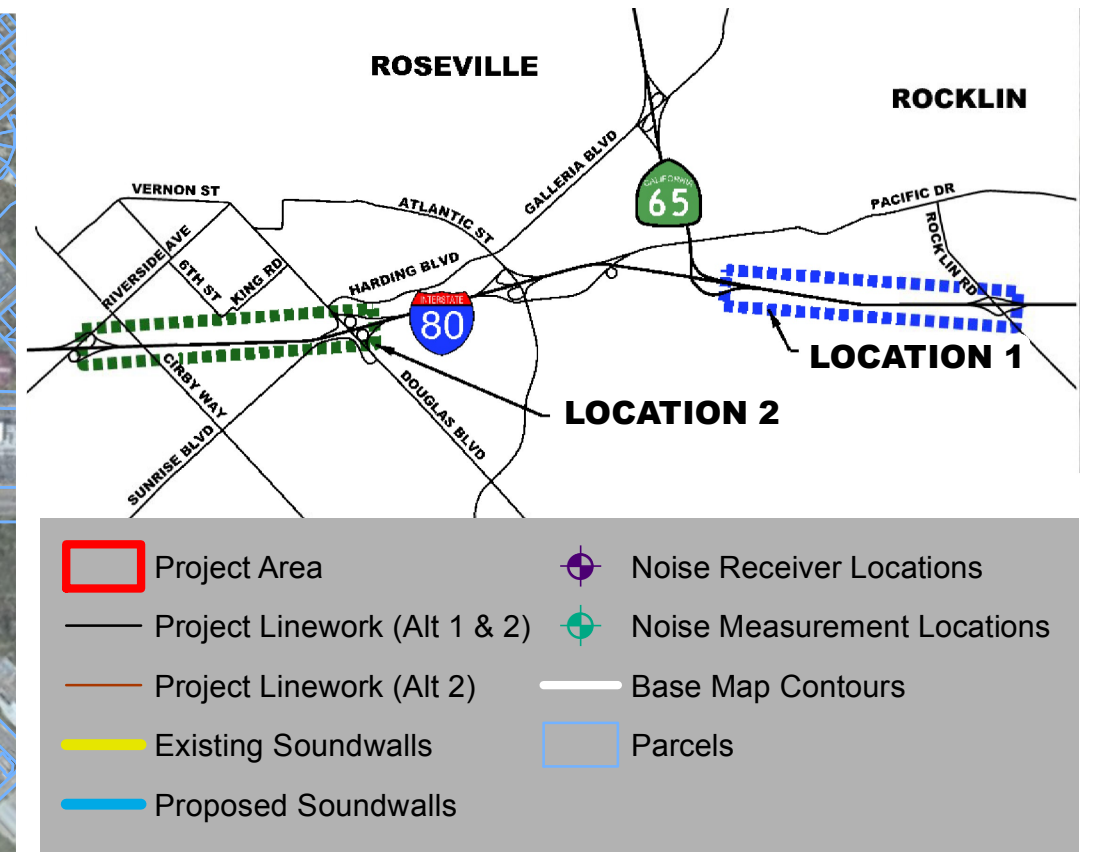 ROSEVILLE
ROCKLIN
GALLERIA BLVD
VERNON ST
CALIFORNIA
65
PACIFIC DR
ATLANTIC ST
RIVERSIDE AVE
6TH ST
KING RD
HARDING BLVD
ROCKLIN RD
INTERSTATE
80
LOCATION 1
CIRBY WAY
DOUGLAS BLVD
LOCATION 2
SUNRISE BLVD
Project Area
Project Linework (Alt 1 & 2)
Project Linework (Alt 2)
Existing Soundwalls
Proposed Soundwalls
Noise Receiver Locations
Noise Measurement Locations
Base Map Contours
Parcels